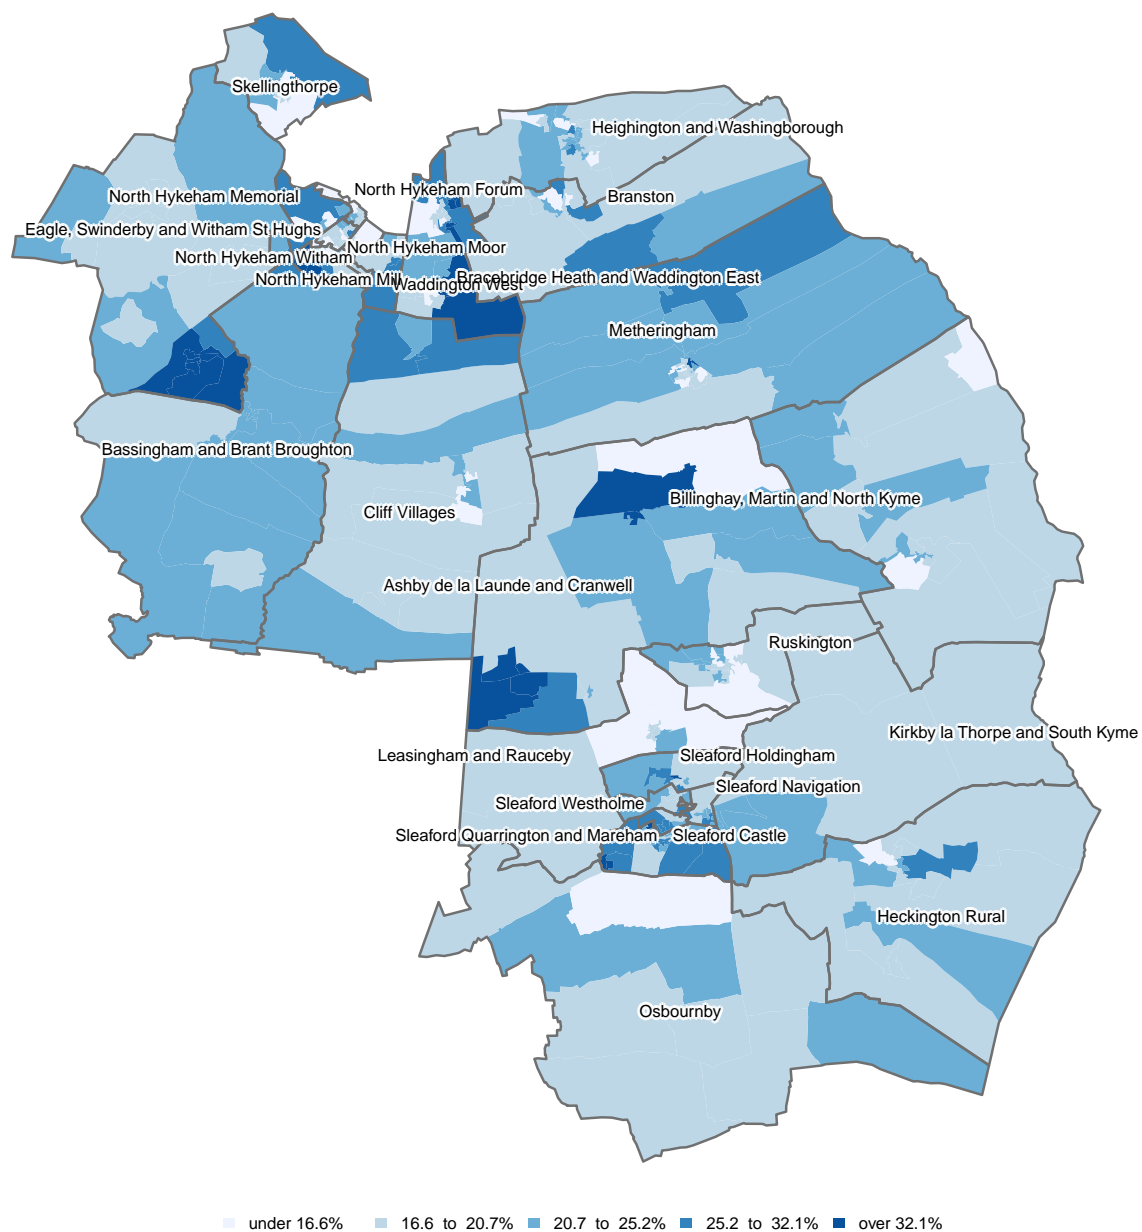 Skellingthorpe
Heighington and Washingborough
North Hykeham Forum
North Hykeham Memorial
Branston
Eagle, Swinderby and Witham St Hughs
North Hykeham Moor
North Hykeham Witham
North Hykeham Mill
Bracebridge Heath and Waddington East
Waddington West
Metheringham
Bassingham and Brant Broughton
Billinghay, Martin and North Kyme
Cliff Villages
Ashby de la Launde and Cranwell
Ruskington
Kirkby la Thorpe and South Kyme
Leasingham and Rauceby
Sleaford Holdingham
Sleaford Navigation
Sleaford Westholme
Sleaford Quarrington and Mareham
Sleaford Castle
Heckington Rural
Osbournby
under 16.6% 16.6 to 20.7% 20.7 to 25.2% 25.2 to 32.1% over 32.1%